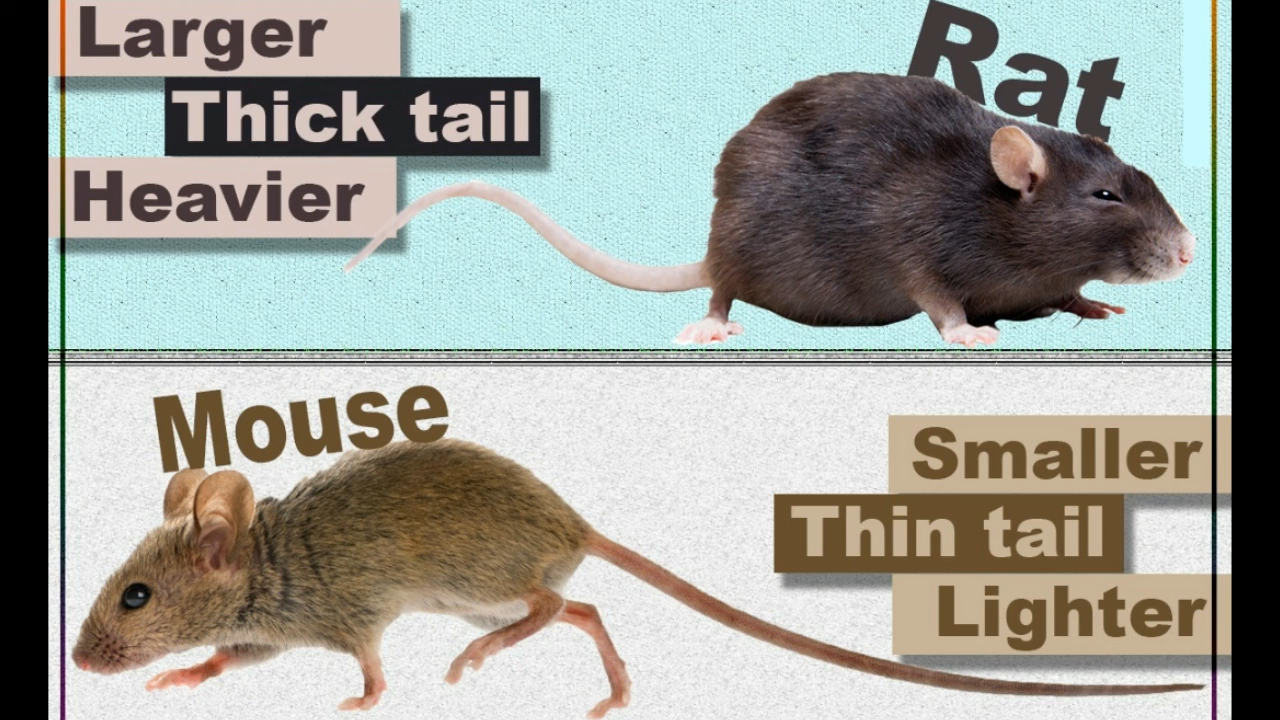 Larger
Thick tail
Heavier
Rat
Mouse
Smaller
Thin tail
Lighter